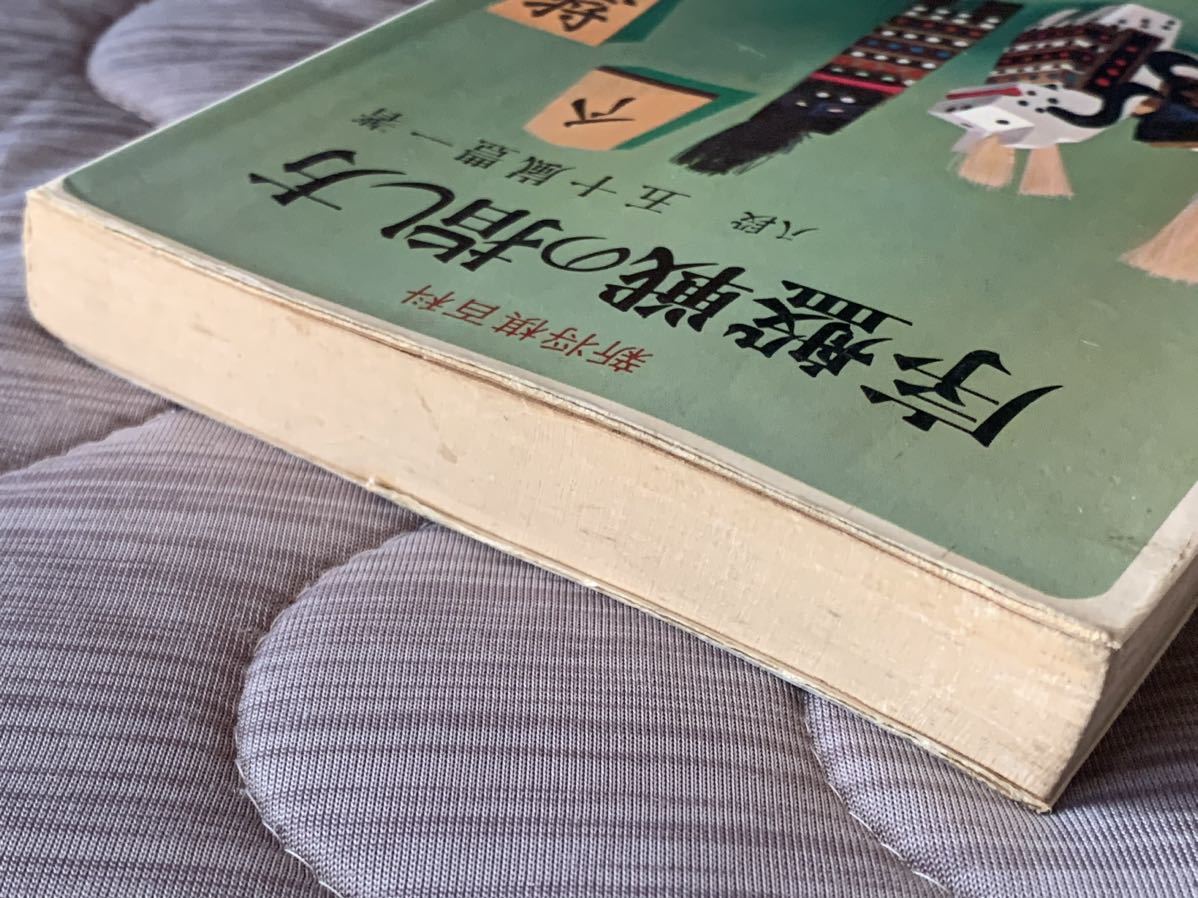 新将棋百科
序盤戦の指し方
八段 五十嵐豊一著